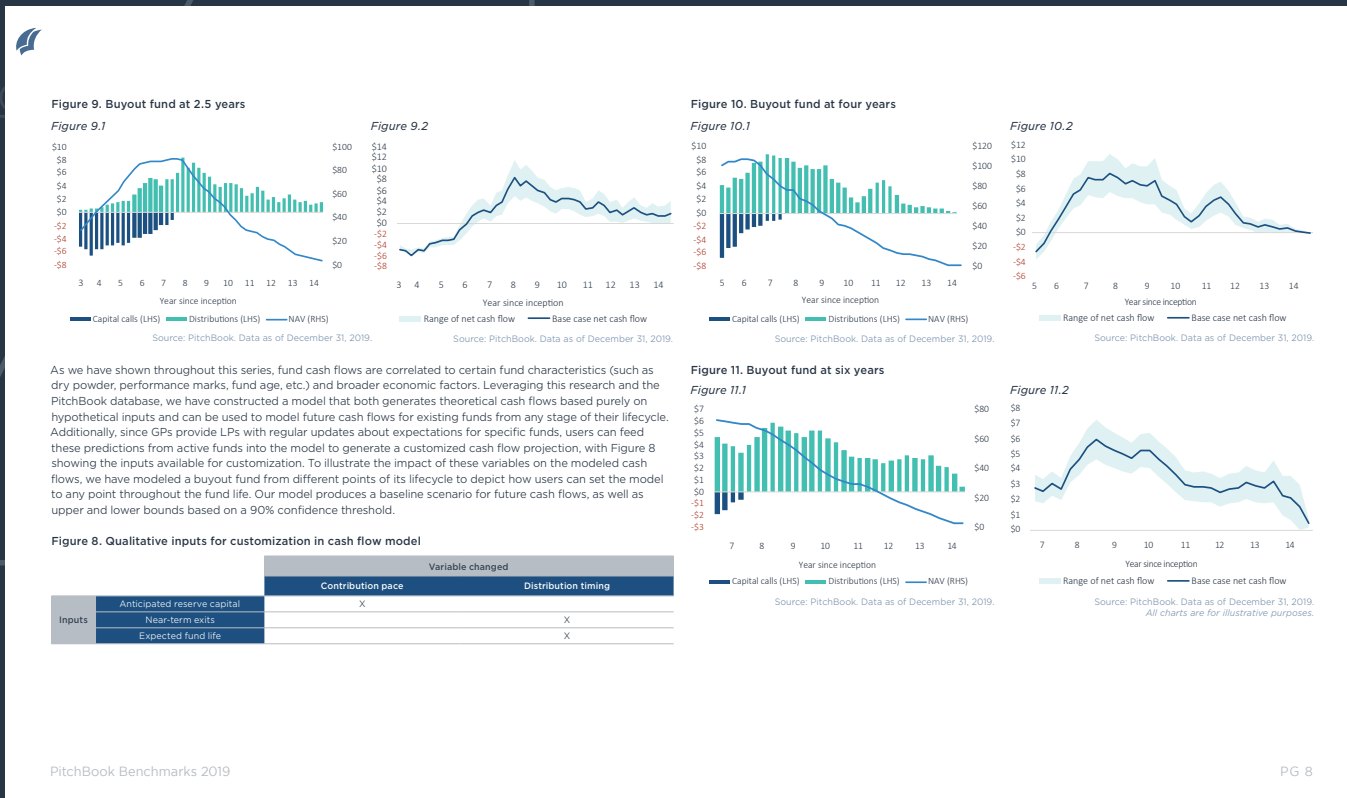 Figure 9. Buyout fund at 2.5 years
Figure 9.1
$10
$8
$6
$4
$2
$0
-$2
-$4
-$6
-$8
$100
$80
$60
$40
$20
$0
3 4 5 6 7 8 9 10 11 12 13 14
Year since inception
Capital calls (LHS) Distributions (LHS) NAV (RHS)
Source: PitchBook. Data as of December 31, 2019.
Figure 9.2
$14
$12
$10
$8
$6
$4
$2
$0
-$2
-$4
-$6
-$8
3 4 5 6 7 8 9 10 11 12 13 14
Year since inception
Range of net cash flow Base case net cash flow
Source: PitchBook. Data as of December 31, 2019.
Figure 10. Buyout fund at four years
Figure 10.1
$10
$8
$6
$4
$2
$0
-$2
-$4
-$6
-$8
$120
$100
$80
$60
$40
$20
$0
5 6 7 8 9 10 11 12 13 14
Year since inception
Capital calls (LHS) Distributions (LHS) NAV (RHS)
Source: PitchBook. Data as of December 31, 2019.
Figure 10.2
$12
$10
$8
$6
$4
$2
$0
-$2
-$4
-$6
5 6 7 8 9 10 11 12 13 14
Year since inception
Range of net cash flow Base case net cash flow
Source: PitchBook. Data as of December 31, 2019.
As we have shown throughout this series, fund cash flows are correlated to certain fund characteristics (such as
dry powder, performance marks, fund age, etc.) and broader economic factors. Leveraging this research and the
PitchBook database, we have constructed a model that both generates theoretical cash flows based purely on
hypothetical inputs and can be used to model future cash flows for existing funds from any stage of their lifecycle.
Additionally, since GPs provide LPs with regular updates about expectations for specific funds, users can feed
these predictions from active funds into the model to generate a customized cash flow projection, with Figure 8
showing the inputs available for customization. To illustrate the impact of these variables on the modeled cash
flows, we have modeled a buyout fund from different points of its lifecycle to depict how users can set the model
to any point throughout the fund life. Our model produces a baseline scenario for future cash flows, as well as
upper and lower bounds based on a 90% confidence threshold.
Figure 8. Qualitative inputs for customization in cash flow model
Variable changed
Contribution pace Distribution timing
Inputs
Anticipated reserve capital X
Near-term exits X
Expected fund life X
Figure 11. Buyout fund at six years
Figure 11.1
$7
$6
$5
$4
$3
$2
$1
$0
-$1
-$2
-$3
$80
$60
$40
$20
$0
7 8 9 10 11 12 13 14
Year since inception
Capital calls (LHS) Distributions (LHS) NAV (RHS)
Source: PitchBook. Data as of December 31, 2019.
Figure 11.2
$8
$7
$6
$5
$4
$3
$2
$1
$0
7 8 9 10 11 12 13 14
Year since inception
Range of net cash flow Base case net cash flow
Source: PitchBook. Data as of December 31, 2019.
All charts are for illustrative purposes.
PitchBook Benchmarks 2019
PG 8